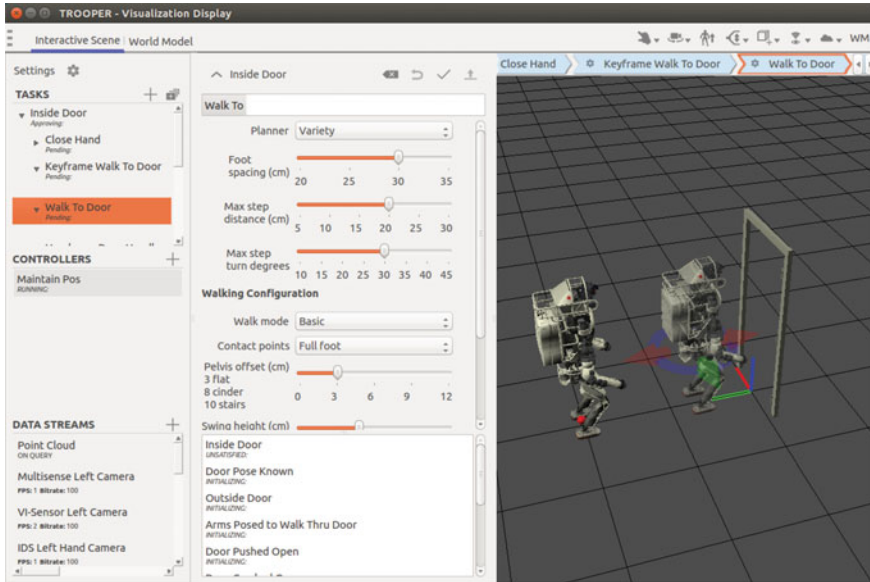 TROOPER - Visualization Display
Interactive Scene
World Model
WM
Settings
TASKS
Inside Door
Approving:
Close Hand
Pending:
Keyframe Walk To Door
Pending:
Walk To Door
Pending:
CONTROLLERS
Maintain Pos
RUNNING:
DATA STREAMS
Point Cloud
ON QUERY
Multisense Left Camera
FPS: 1 Bitrate: 100
VI-Sensor Left Camera
FPS: 2 Bitrate: 100
IDS Left Hand Camera
FPS: 1 Bitrate: 100
Inside Door
Walk To
Planner Variety
Foot
spacing (cm)
20 25 30 35
Max step
distance (cm)
5 10 15 20 25 30
Max step
turn degrees
10 15 20 25 30 35 40 45
Walking Configuration
Walk mode Basic
Contact points Full foot
Pelvis offset (cm)
3 flat
8 cinder
10 stairs
0 3 6 9 12
Swing height (cm)
Inside Door
UNSATISFIED:
Door Pose Known
INITIALIZING:
Outside Door
INITIALIZING:
Arms Posed to Walk Thru Door
INITIALIZING:
Door Pushed Open
INITIALIZING:
Close Hand
Keyframe Walk To Door
Walk To Door